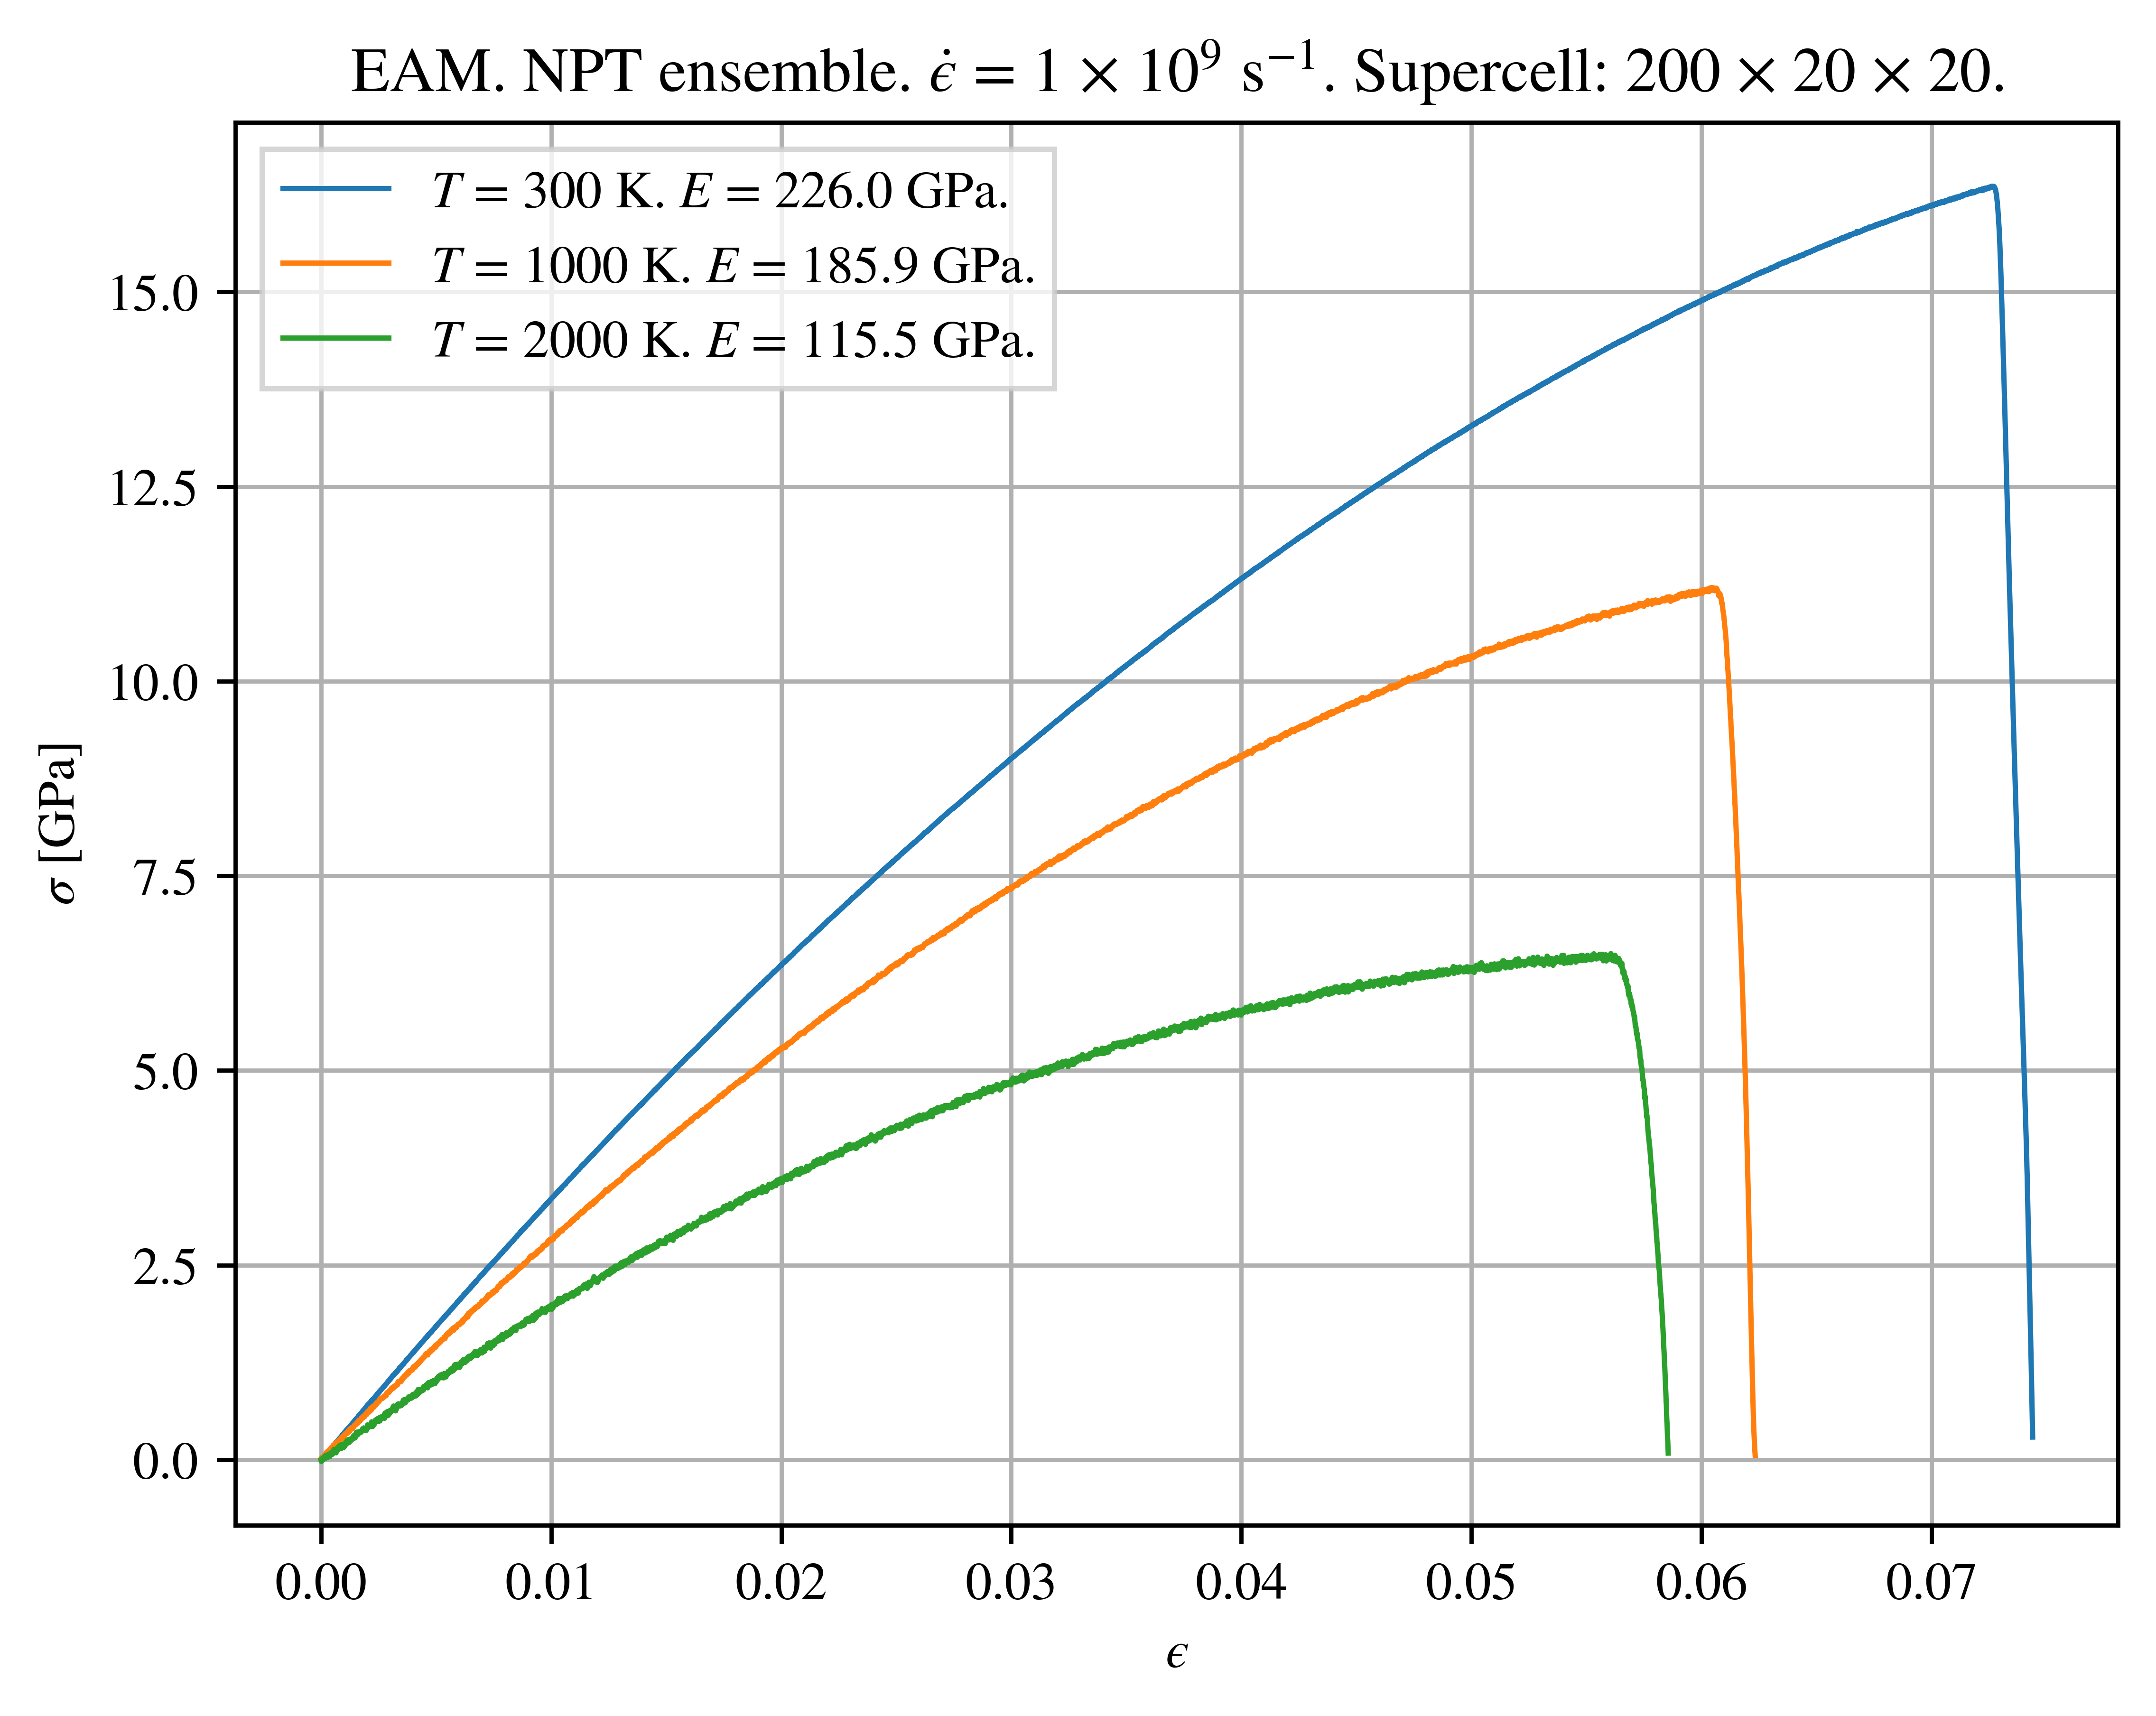 EAM. NPT ensemble. ϵ̇ = 1 × 10⁹ s⁻¹. Supercell: 200 × 20 × 20.
T = 300 K. E = 226.0 GPa.
T = 1000 K. E = 185.9 GPa.
T = 2000 K. E = 115.5 GPa.
15.0
12.5
10.0
7.5
5.0
2.5
0.0
σ [GPa]
0.00 0.01 0.02 0.03 0.04 0.05 0.06 0.07
ϵ